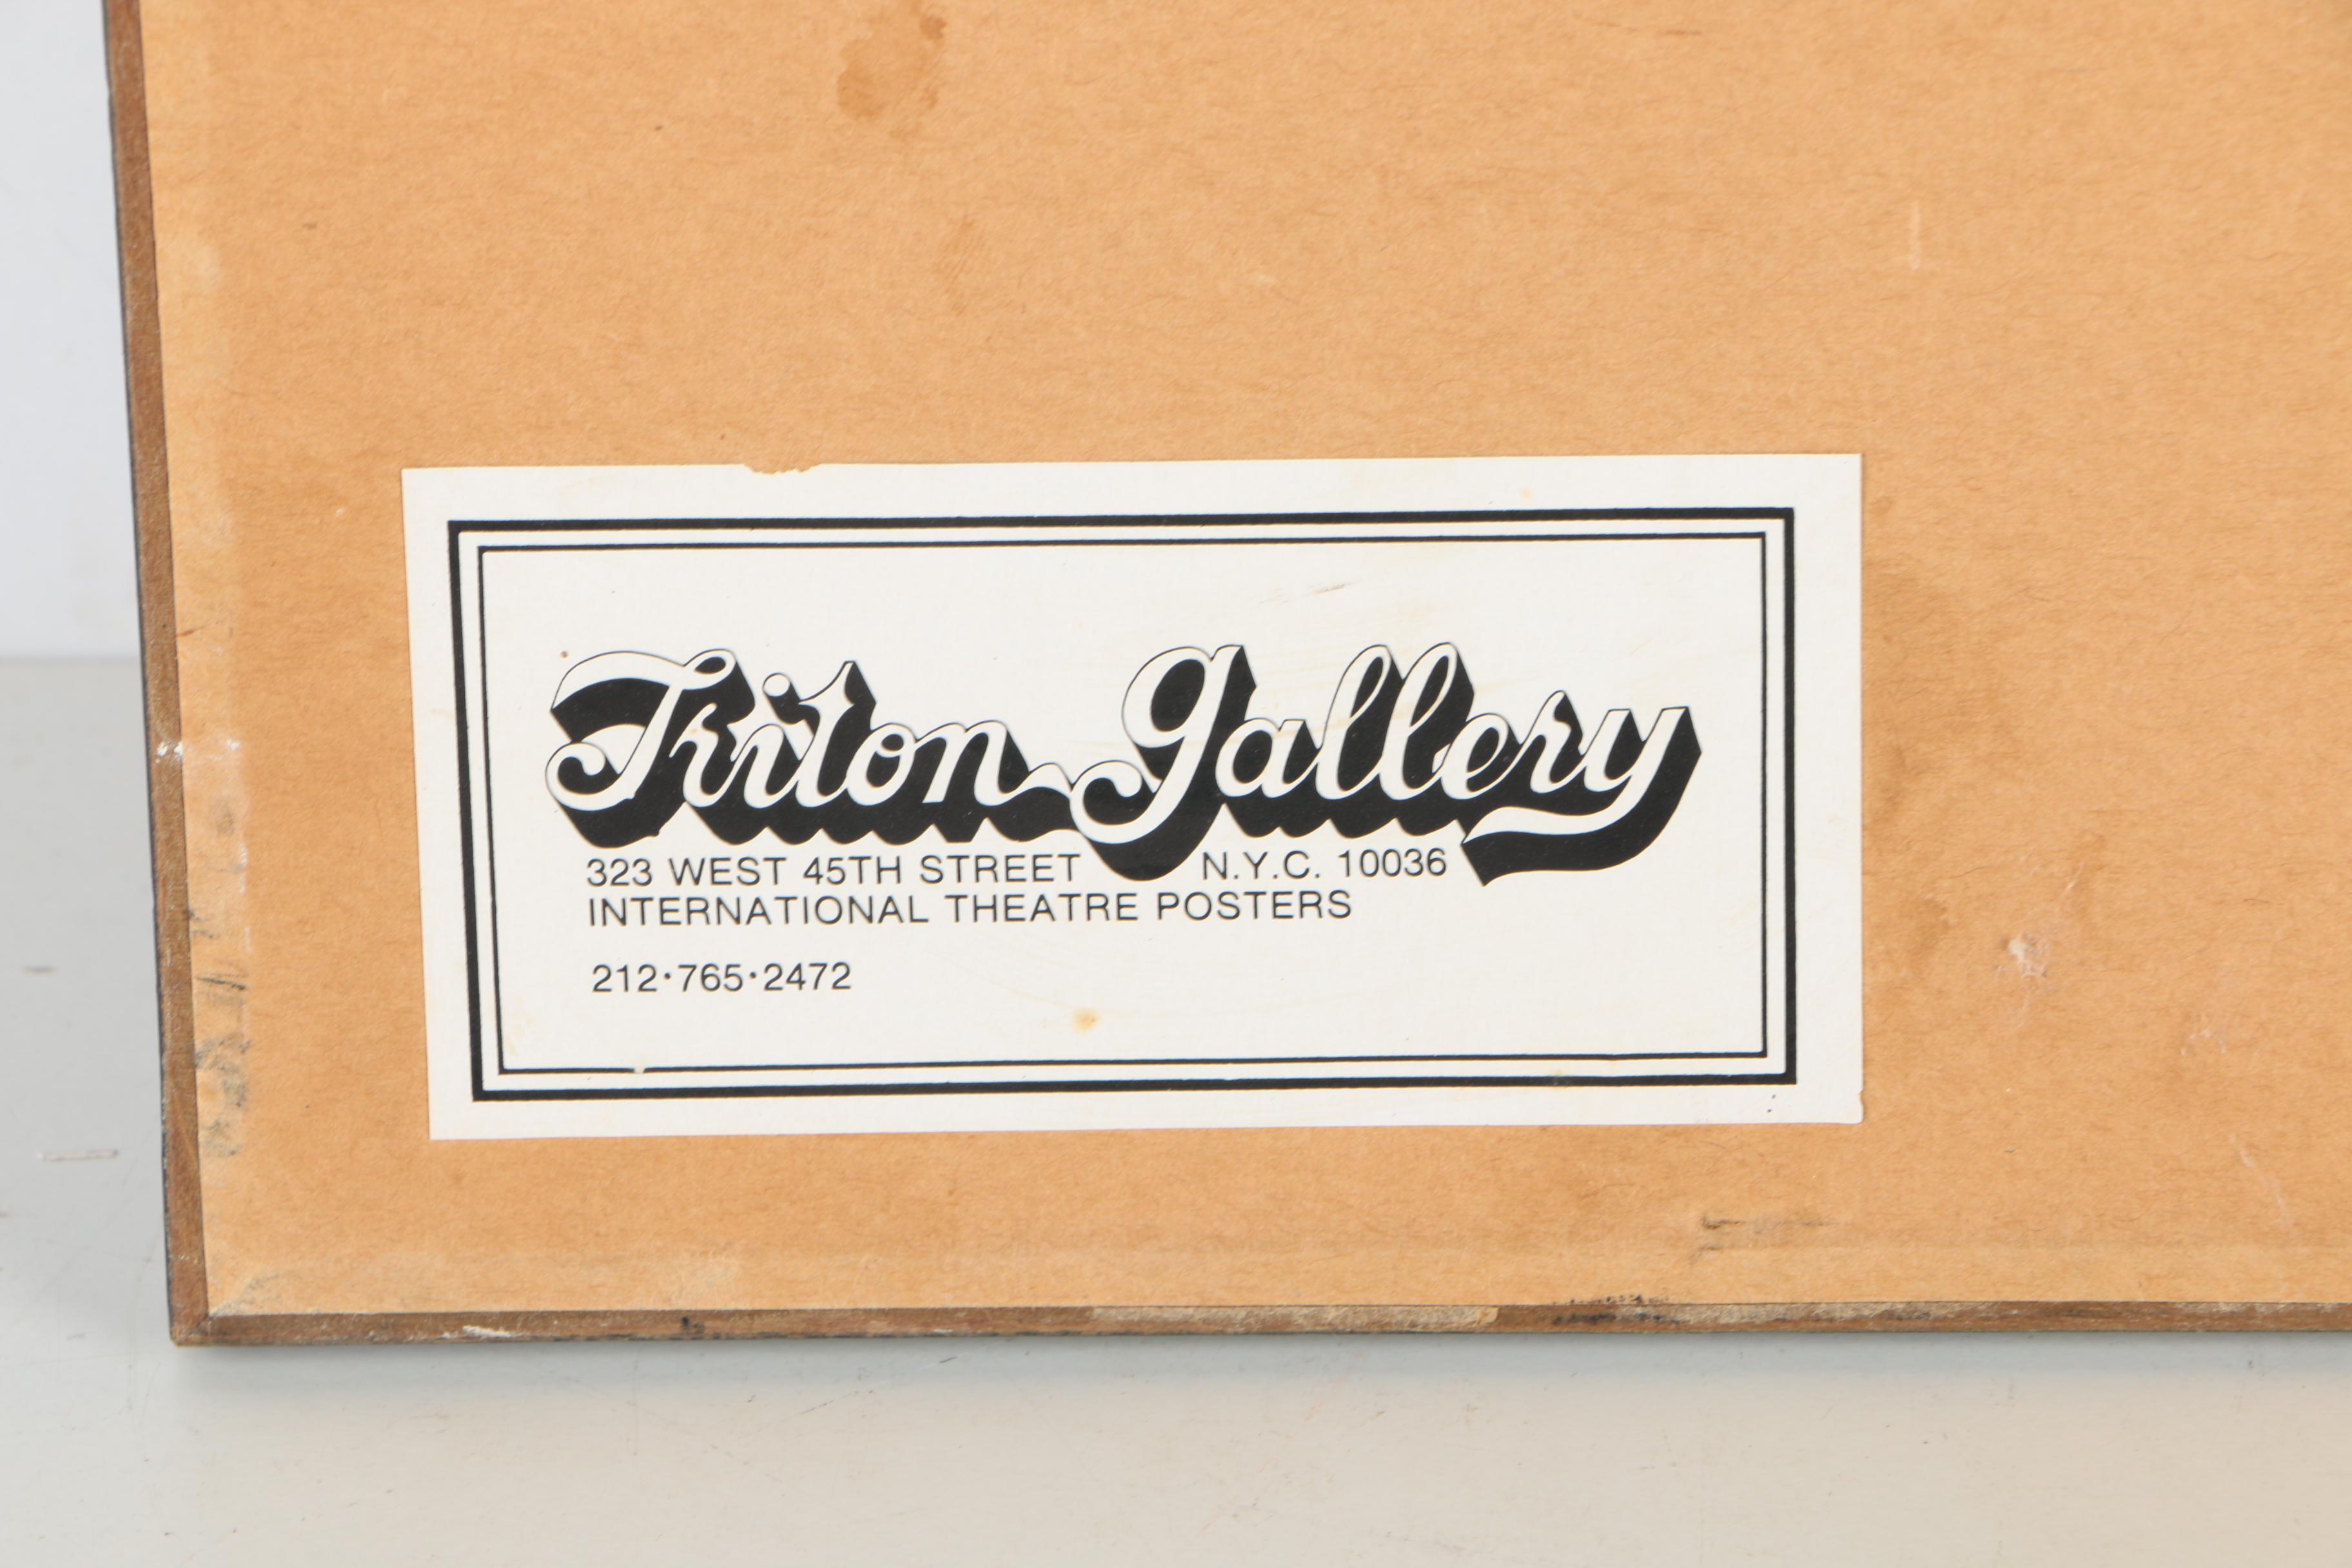 Triton Gallery
323 WEST 45TH STREET N.Y.C. 10036
INTERNATIONAL THEATRE POSTERS
212·765·2472